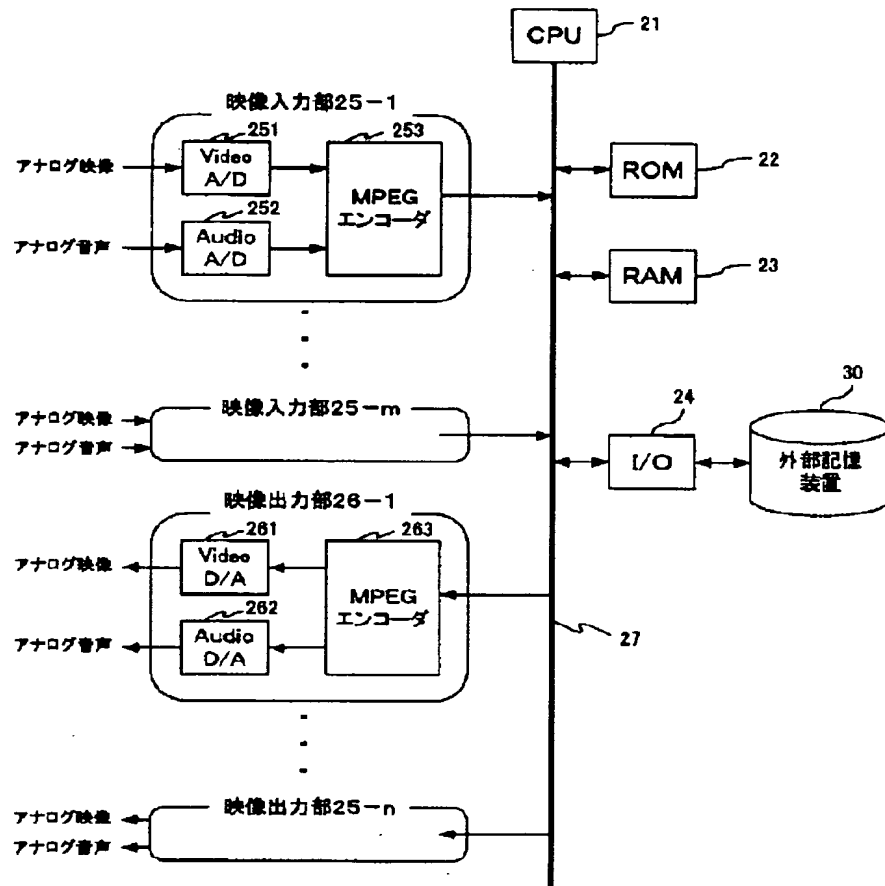 CPU
21
映像入力部25-1
251
253
アナログ映像
Video
A/D
MPEG
エンコーダ
252
アナログ音声
Audio
A/D
ROM
22
RAM
23
映像入力部25-m
アナログ映像
アナログ音声
24
I/O
30
外部記憶
装置
映像出力部26-1
261
263
アナログ映像
Video
D/A
MPEG
エンコーダ
262
アナログ音声
Audio
D/A
27
映像出力部25-n
アナログ映像
アナログ音声